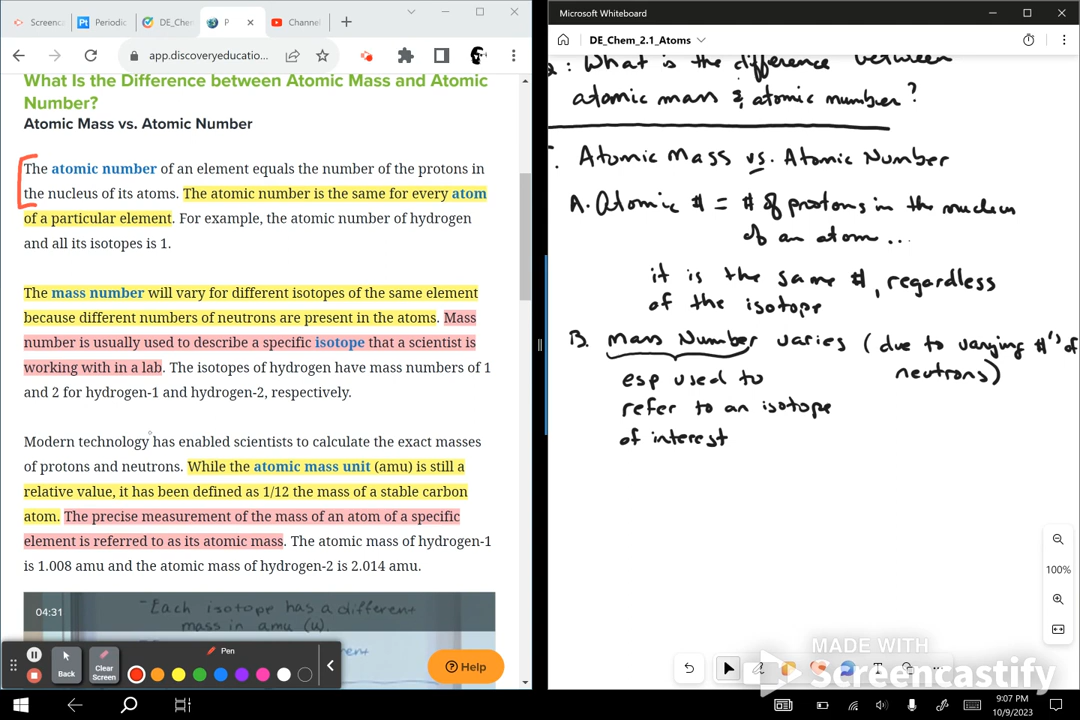 Screenca
Periodic
DE_Chem
P
Channel
app.discoveryeducatio...
What Is the Difference between Atomic Mass and Atomic
Number?
Atomic Mass vs. Atomic Number
The atomic number of an element equals the number of the protons in
the nucleus of its atoms. The atomic number is the same for every atom
of a particular element. For example, the atomic number of hydrogen
and all its isotopes is 1.
The mass number will vary for different isotopes of the same element
because different numbers of neutrons are present in the atoms. Mass
number is usually used to describe a specific isotope that a scientist is
working with in a lab. The isotopes of hydrogen have mass numbers of 1
and 2 for hydrogen-1 and hydrogen-2, respectively.
Modern technology has enabled scientists to calculate the exact masses
of protons and neutrons. While the atomic mass unit (amu) is still a
relative value, it has been defined as 1/12 the mass of a stable carbon
atom. The precise measurement of the mass of an atom of a specific
element is referred to as its atomic mass. The atomic mass of hydrogen-1
is 1.008 amu and the atomic mass of hydrogen-2 is 2.014 amu.
04:31
- Each isotope has a different
mass in amu (u).
Pen
Back
Clear
Screen
Help
Microsoft Whiteboard
DE_Chem_2.1_Atoms
: What is the difference between
atomic mass & atomic number?
Atomic Mass vs. Atomic Number
A. Atomic # = # of protons in the nucleus
of an atom...
it is the same #, regardless
of the isotope
B. Mass Number varies (due to varying #'s of
neutrons)
esp used to
refer to an isotope
of interest
100%
MADE WITH
Screencastify
9:07 PM
10/9/2023